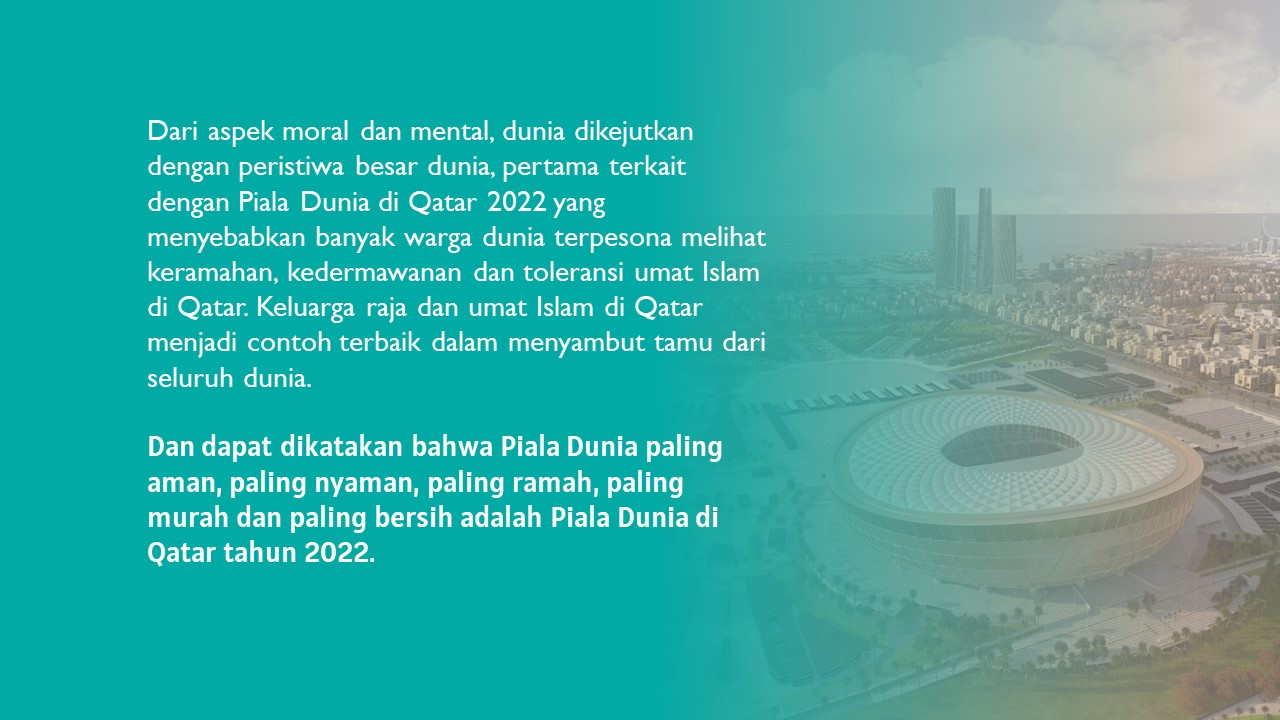 Dari aspek moral dan mental, dunia dikejutkan
dengan peristiwa besar dunia, pertama terkait
dengan Piala Dunia di Qatar 2022 yang
menyebabkan banyak warga dunia terpesona melihat
keramahan, kedermawanan dan toleransi umat Islam
di Qatar. Keluarga raja dan umat Islam di Qatar
menjadi contoh terbaik dalam menyambut tamu dari
seluruh dunia.
Dan dapat dikatakan bahwa Piala Dunia paling
aman, paling nyaman, paling ramah, paling
murah dan paling bersih adalah Piala Dunia di
Qatar tahun 2022.